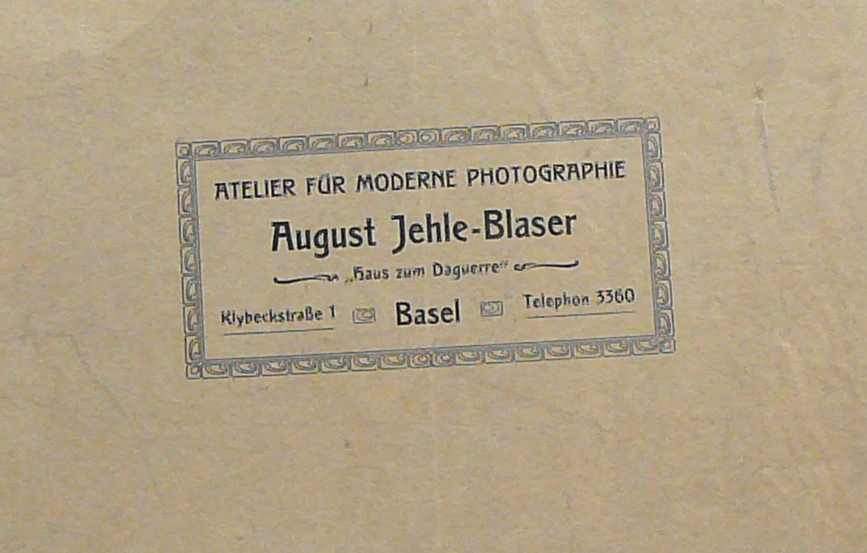 ATELIER FÜR MODERNE PHOTOGRAPHIE
August Jehle-Blaser
„Haus zum Daguerre“
Klybeckstraße 1 Basel Telephon 3360